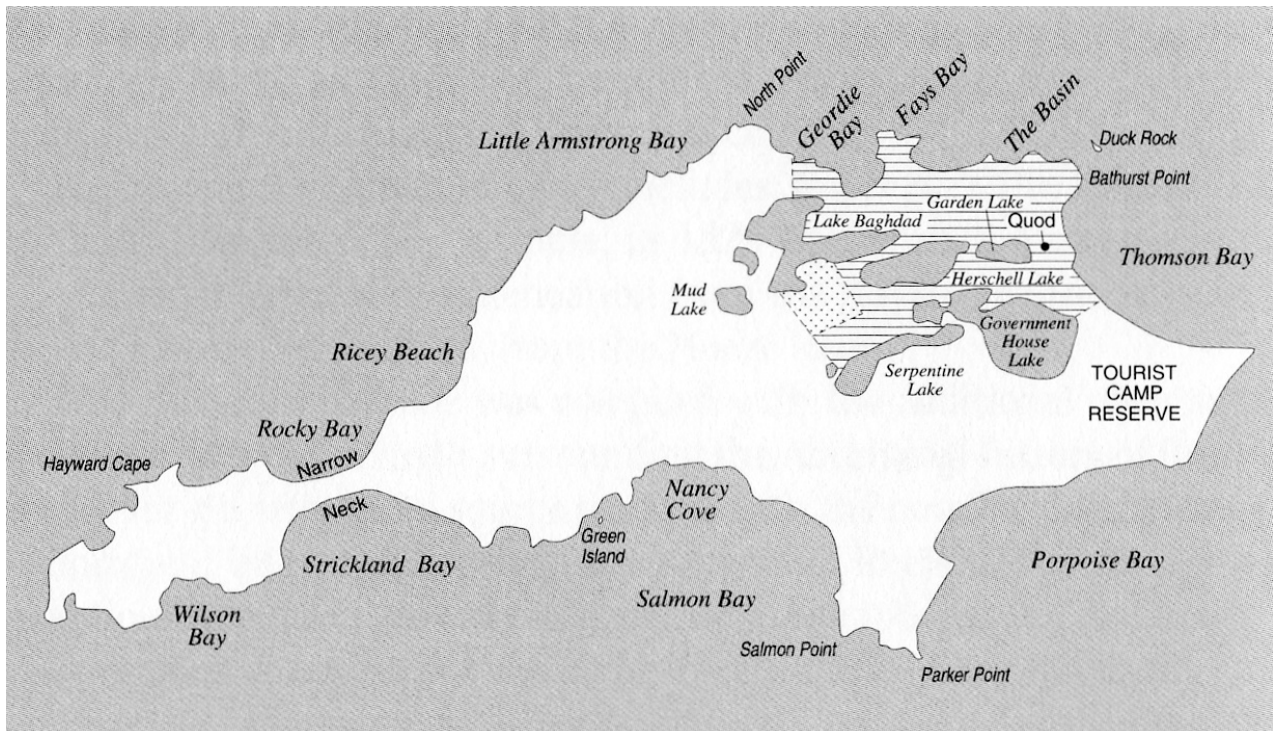 North Point
Geordie
Bay
Fays Bay
The Basin
Little Armstrong Bay
Duck Rock
Bathurst Point
Garden Lake
Lake Baghdad
Quod
Thomson Bay
Herschell Lake
Mud
Lake
Government
House
Lake
Ricey Beach
Serpentine
Lake
TOURIST
CAMP
RESERVE
Rocky Bay
Hayward Cape
Narrow
Neck
Nancy
Cove
Green
Island
Strickland Bay
Porpoise Bay
Salmon Bay
Wilson
Bay
Salmon Point
Parker Point